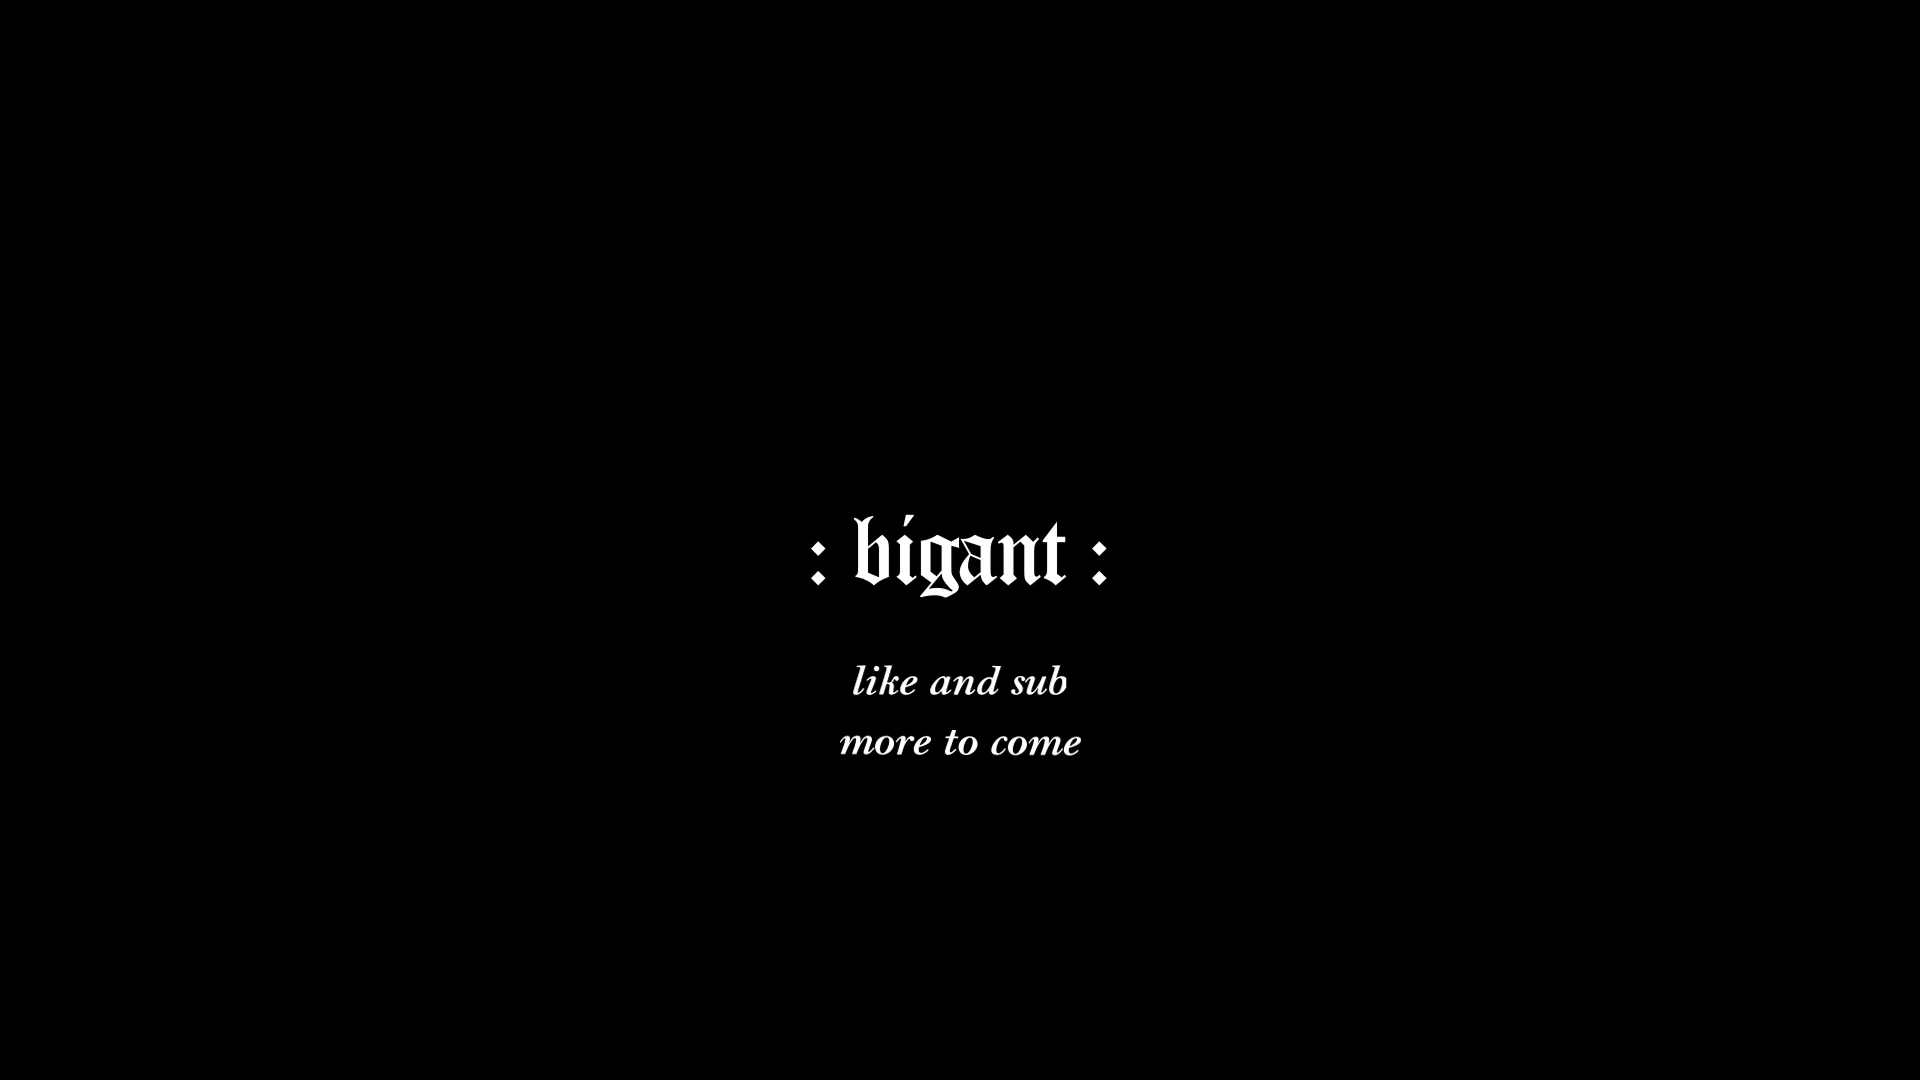 : bigant :
like and sub
more to come